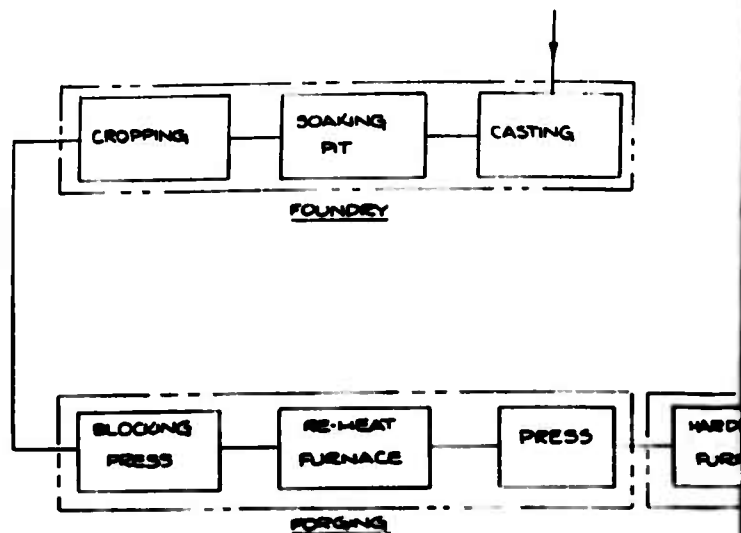 CROPPING
SOAKING
PIT
CASTING
FOUNDRY
BLOCKING
PRESS
RE-HEAT
FURNACE
PRESS
FORGING